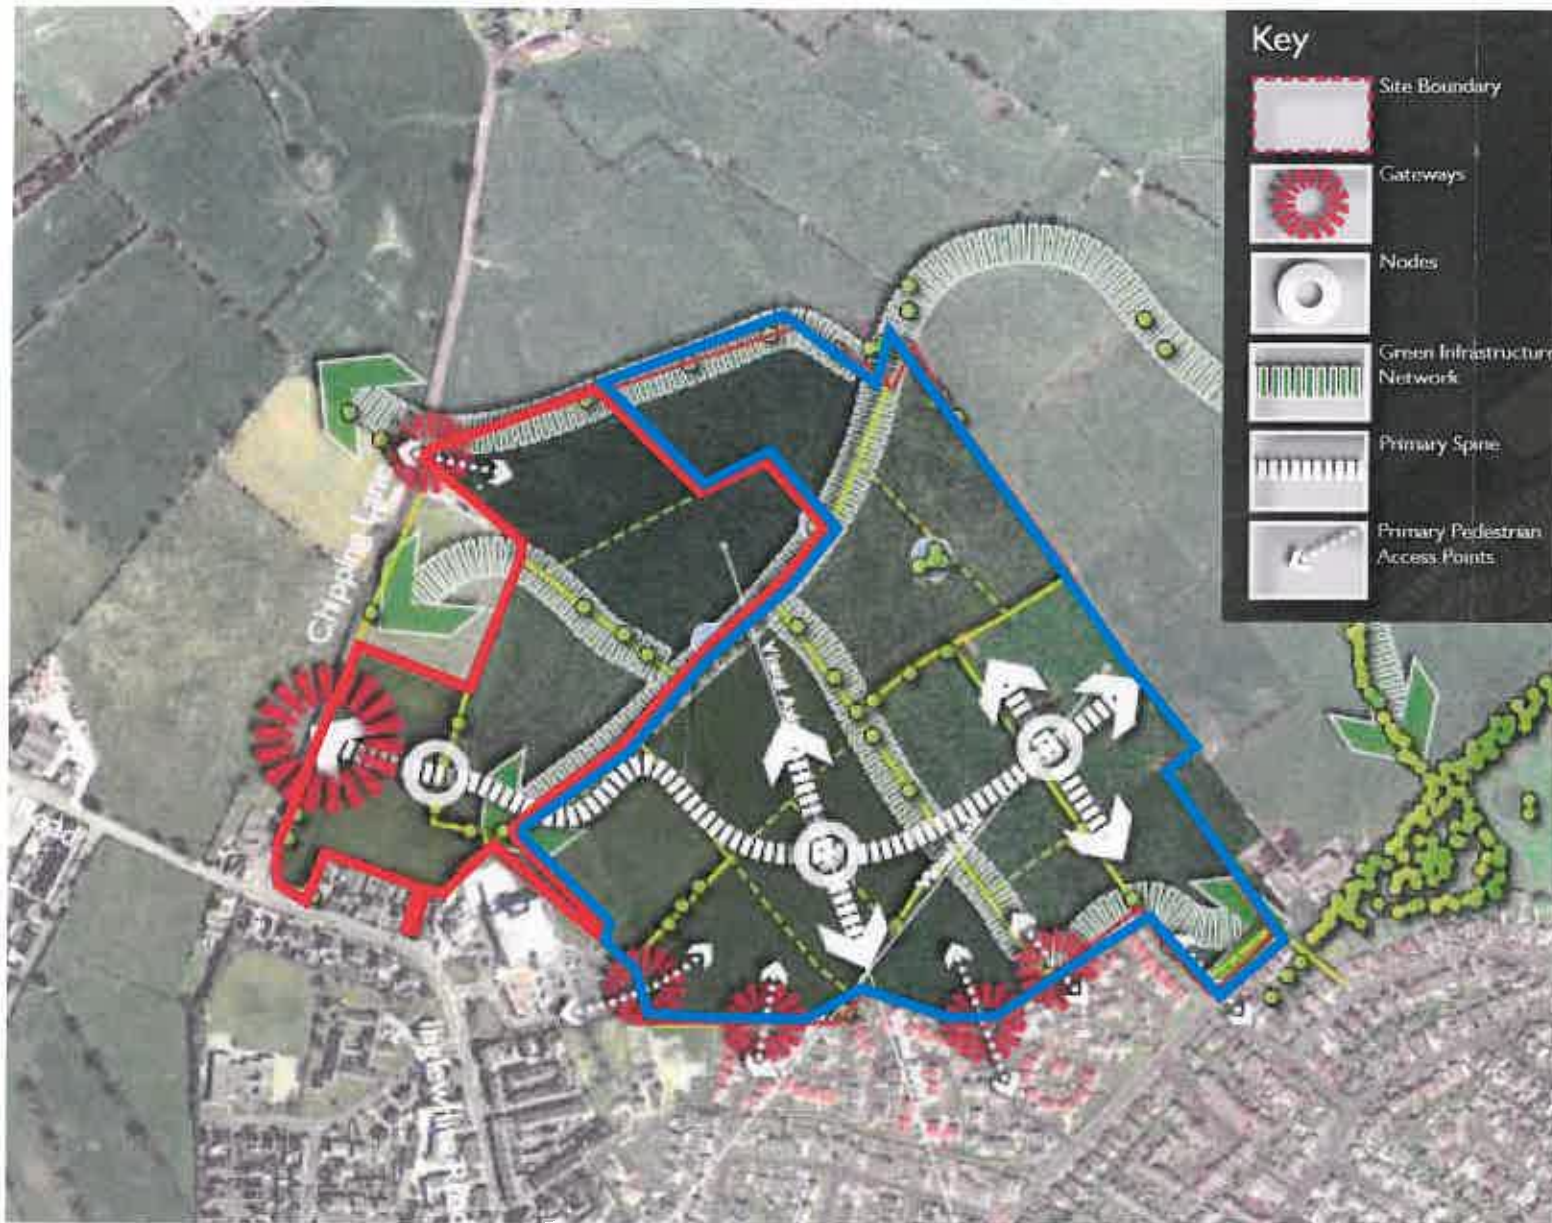 Key
Site Boundary
Gateways
Nodes
Green Infrastructure
Network
Primary Spine
Primary Pedestrian
Access Points
Chipping Lane